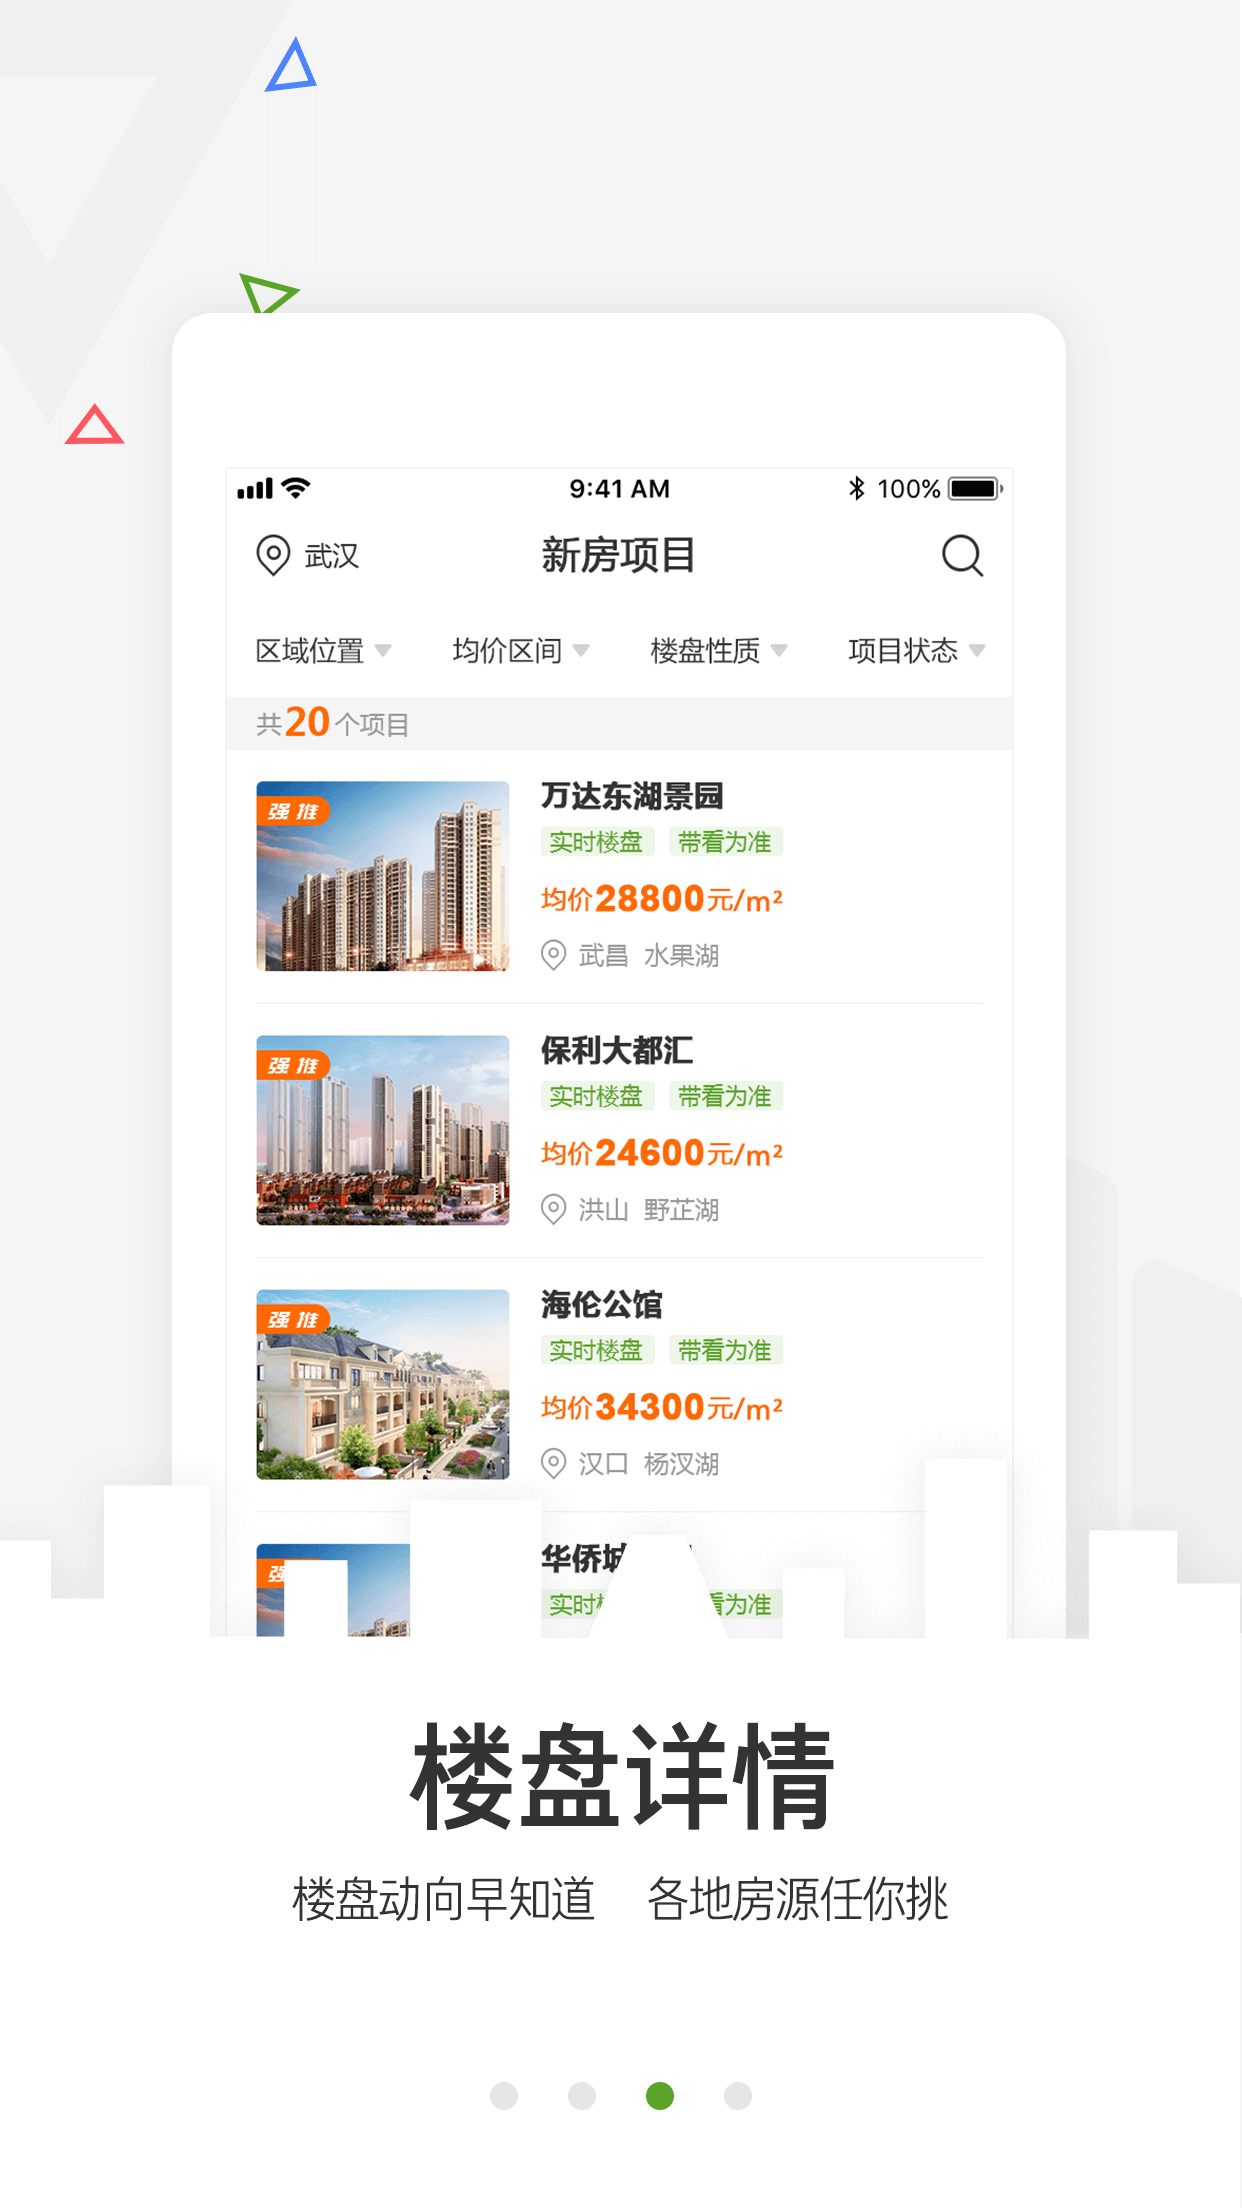 9:41 AM 100%
武汉 新房项目
区域位置 均价区间 楼盘性质 项目状态
共20个项目
强推
万达东湖景园
实时楼盘 带看为准
均价28800元/m²
武昌 水果湖
强推
保利大都汇
实时楼盘 带看为准
均价24600元/m²
洪山 野芷湖
强推
海伦公馆
实时楼盘 带看为准
均价34300元/m²
汉口 杨汊湖
强
华侨城
实时 看为准
楼盘详情
楼盘动向早知道 各地房源任你挑